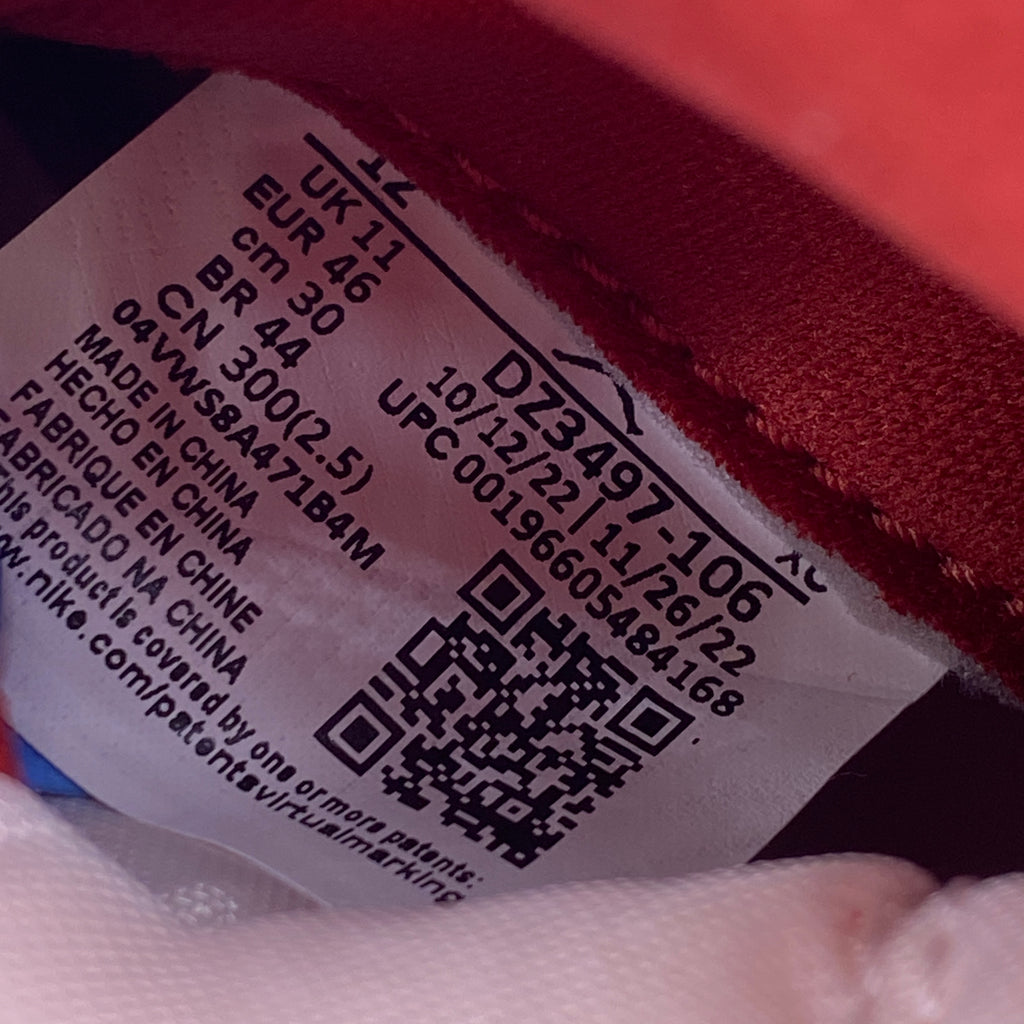 12
UK 11
EUR 46
cm 30
BR 44
CN 300(2.5)
04VWS8A471B4M
MADE IN CHINA
HECHO EN CHINA
FABRIQUE EN CHINE
FABRICADO NA CHINA
This product is covered by one or more patents:
www.nike.com/patentsvirtualmarking
DZ3497-106
10/12/22 | 11/26/22
UPC 00196605484168